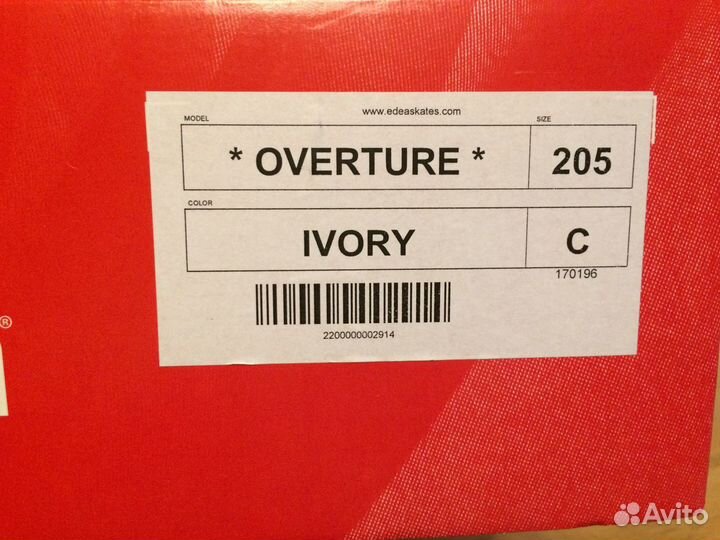 www.edeaskates.com
MODEL SIZE
* OVERTURE * 205
COLOR
IVORY C
170196
2200000002914
®
Avito